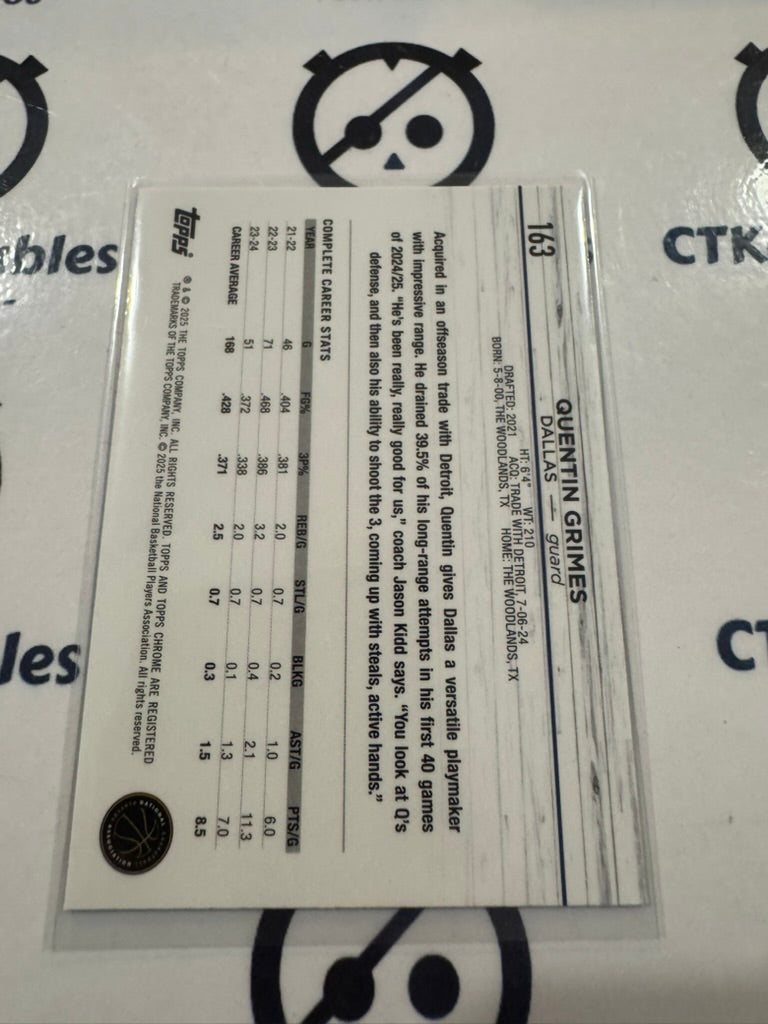 163
QUENTIN GRIMES
DALLAS — guard
HT: 6'4" WT: 210
DRAFTED: 2021 ACQ: TRADE WITH DETROIT, 7-06-24
BORN: 5-8-00, THE WOODLANDS, TX HOME: THE WOODLANDS, TX
Acquired in an offseason trade with Detroit, Quentin gives Dallas a versatile playmaker
with impressive range. He drained 39.5% of his long-range attempts in his first 40 games
of 2024/25. "He's been really, really good for us," coach Jason Kidd says. "You look at Q's
defense, and then also his ability to shoot the 3, coming up with steals, active hands."
COMPLETE CAREER STATS
YEAR G FG% 3P% REB/G STL/G BLKG AST/G PTS/G
21-22 46 .404 .381 2.0 0.7 0.2 1.0 6.0
22-23 71 .468 .386 3.2 0.7 0.4 2.1 11.3
23-24 51 .372 .338 2.0 0.7 0.1 1.3 7.0
CAREER AVERAGE 168 .428 .371 2.5 0.7 0.3 1.5 8.5
topps
® & © 2025 THE TOPPS COMPANY, INC. ALL RIGHTS RESERVED. TOPPS AND TOPPS CHROME ARE REGISTERED
TRADEMARKS OF THE TOPPS COMPANY, INC. © 2025 the National Basketball Players Association. All rights reserved.
bles
CTK
les
CT